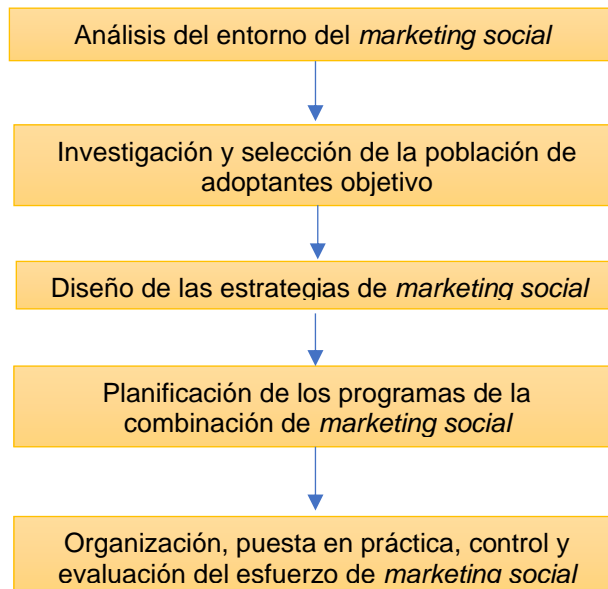 Análisis del entorno del marketing social
Investigación y selección de la población de
adoptantes objetivo
Diseño de las estrategias de marketing social
Planificación de los programas de la
combinación de marketing social
Organización, puesta en práctica, control y
evaluación del esfuerzo de marketing social